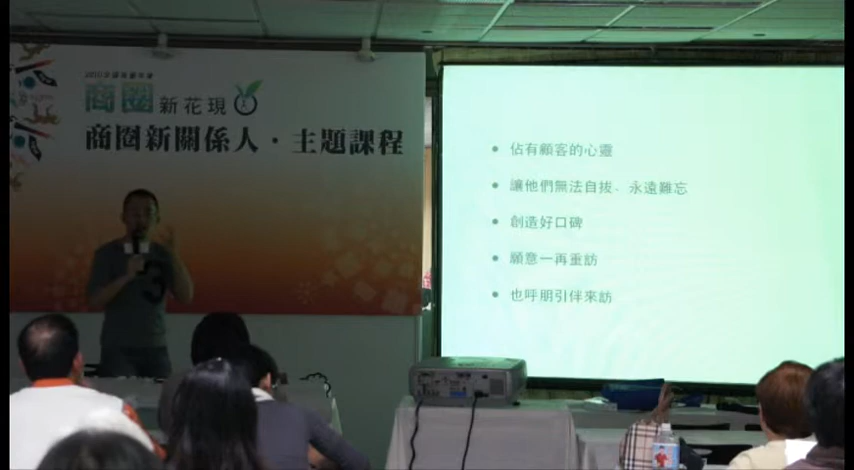 商圈 新花現
商圈新關係人・主題課程
• 佔有顧客的心靈
• 讓他們無法自拔、永遠難忘
• 創造好口碑
• 願意一再重訪
• 也呼朋引伴來訪